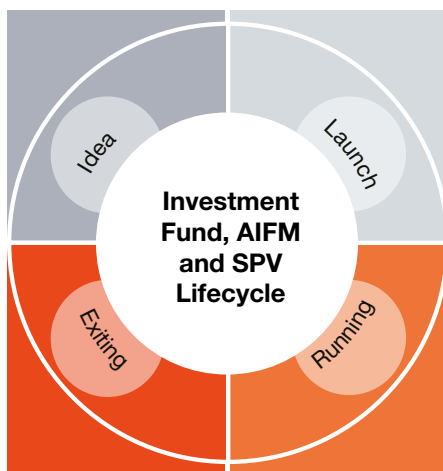 Idea
Launch
Investment
Fund, AIFM
and SPV
Lifecycle
Exiting
Running